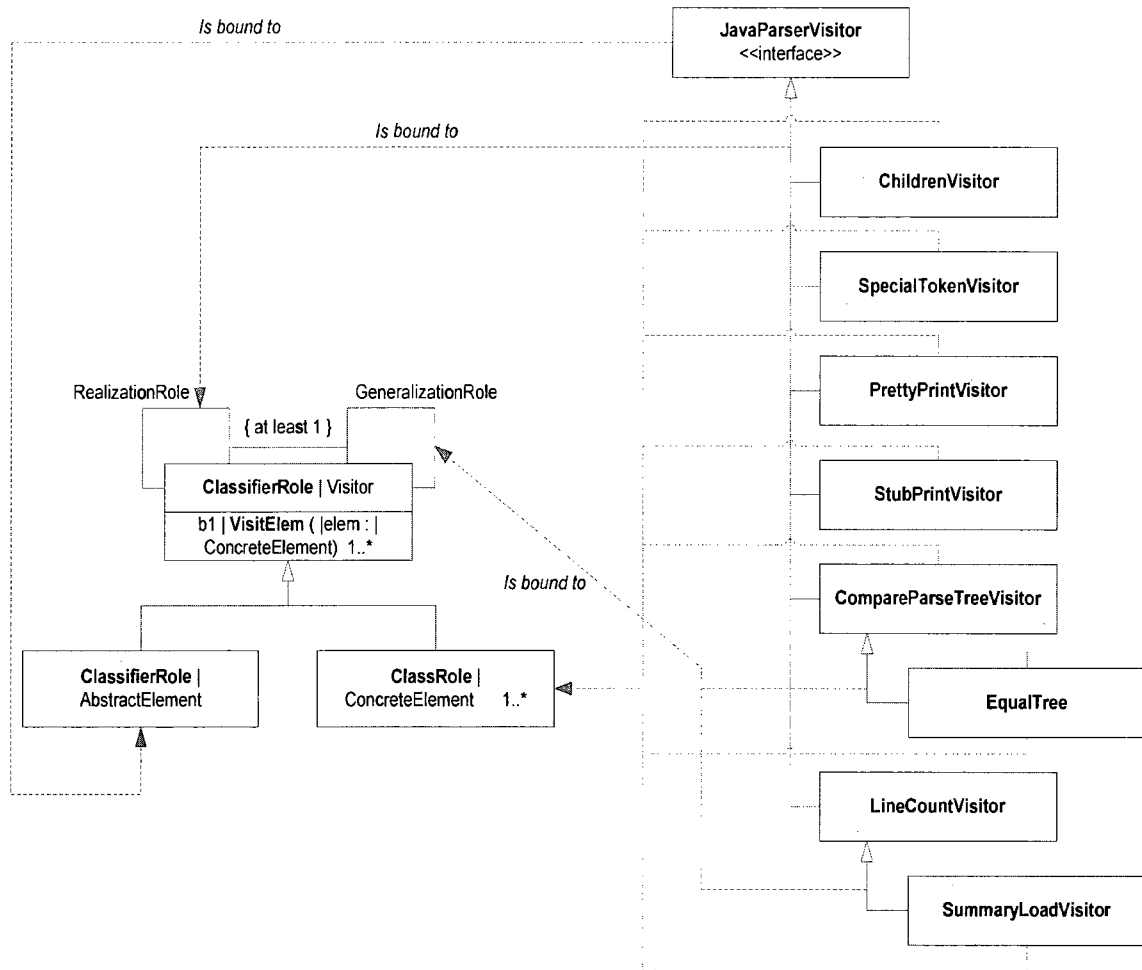 Is bound to
JavaParserVisitor
<<interface>>
Is bound to
ChildrenVisitor
SpecialTokenVisitor
PrettyPrintVisitor
RealizationRole
GeneralizationRole
{ at least 1 }
ClassifierRole | Visitor
StubPrintVisitor
b1 | VisitElem ( |elem : |
ConcreteElement) 1..*
Is bound to
CompareParseTreeVisitor
ClassifierRole |
AbstractElement
ClassRole |
ConcreteElement 1..*
EqualTree
LineCountVisitor
SummaryLoadVisitor